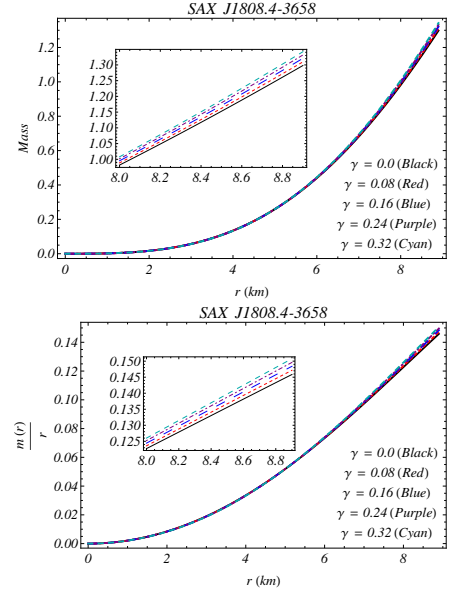 SAX J1808.4-3658
1.2
1.0
0.8
0.6
0.4
0.2
0.0
Mass
1.30
1.25
1.20
1.15
1.10
1.05
1.00
8.0 8.2 8.4 8.6 8.8
γ = 0.0 (Black)
γ = 0.08 (Red)
γ = 0.16 (Blue)
γ = 0.24 (Purple)
γ = 0.32 (Cyan)
0 2 4 6 8
r (km)
SAX J1808.4-3658
0.14
0.12
0.10
0.08
0.06
0.04
0.02
0.00
m (r)
r
0.150
0.145
0.140
0.135
0.130
0.125
8.0 8.2 8.4 8.6 8.8
γ = 0.0 (Black)
γ = 0.08 (Red)
γ = 0.16 (Blue)
γ = 0.24 (Purple)
γ = 0.32 (Cyan)
0 2 4 6 8
r (km)